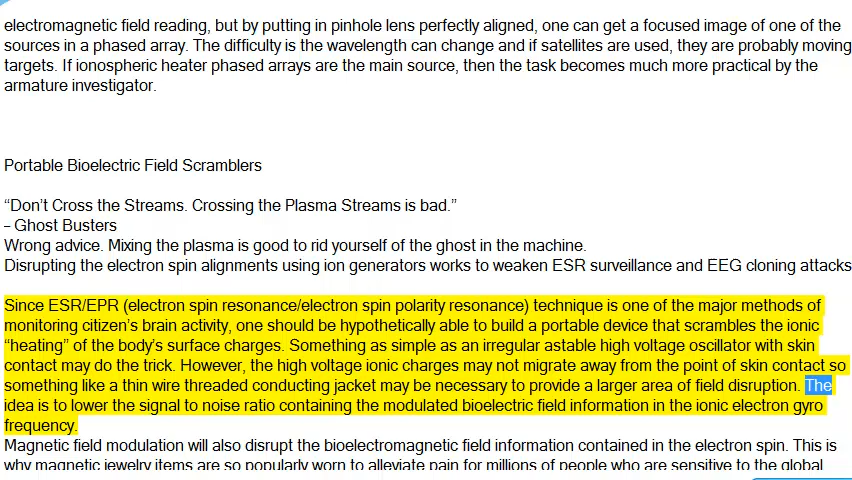 electromagnetic field reading, but by putting in pinhole lens perfectly aligned, one can get a focused image of one of the
sources in a phased array. The difficulty is the wavelength can change and if satellites are used, they are probably moving
targets. If ionospheric heater phased arrays are the main source, then the task becomes much more practical by the
armature investigator.
Portable Bioelectric Field Scramblers
“Don’t Cross the Streams. Crossing the Plasma Streams is bad.”
– Ghost Busters
Wrong advice. Mixing the plasma is good to rid yourself of the ghost in the machine.
Disrupting the electron spin alignments using ion generators works to weaken ESR surveillance and EEG cloning attacks
Since ESR/EPR (electron spin resonance/electron spin polarity resonance) technique is one of the major methods of
monitoring citizen’s brain activity, one should be hypothetically able to build a portable device that scrambles the ionic
“heating” of the body’s surface charges. Something as simple as an irregular astable high voltage oscillator with skin
contact may do the trick. However, the high voltage ionic charges may not migrate away from the point of skin contact so
something like a thin wire threaded conducting jacket may be necessary to provide a larger area of field disruption. The
idea is to lower the signal to noise ratio containing the modulated bioelectric field information in the ionic electron gyro
frequency.
Magnetic field modulation will also disrupt the bioelectromagnetic field information contained in the electron spin. This is
why magnetic jewelry items are so popularly worn to alleviate pain for millions of people who are sensitive to the global